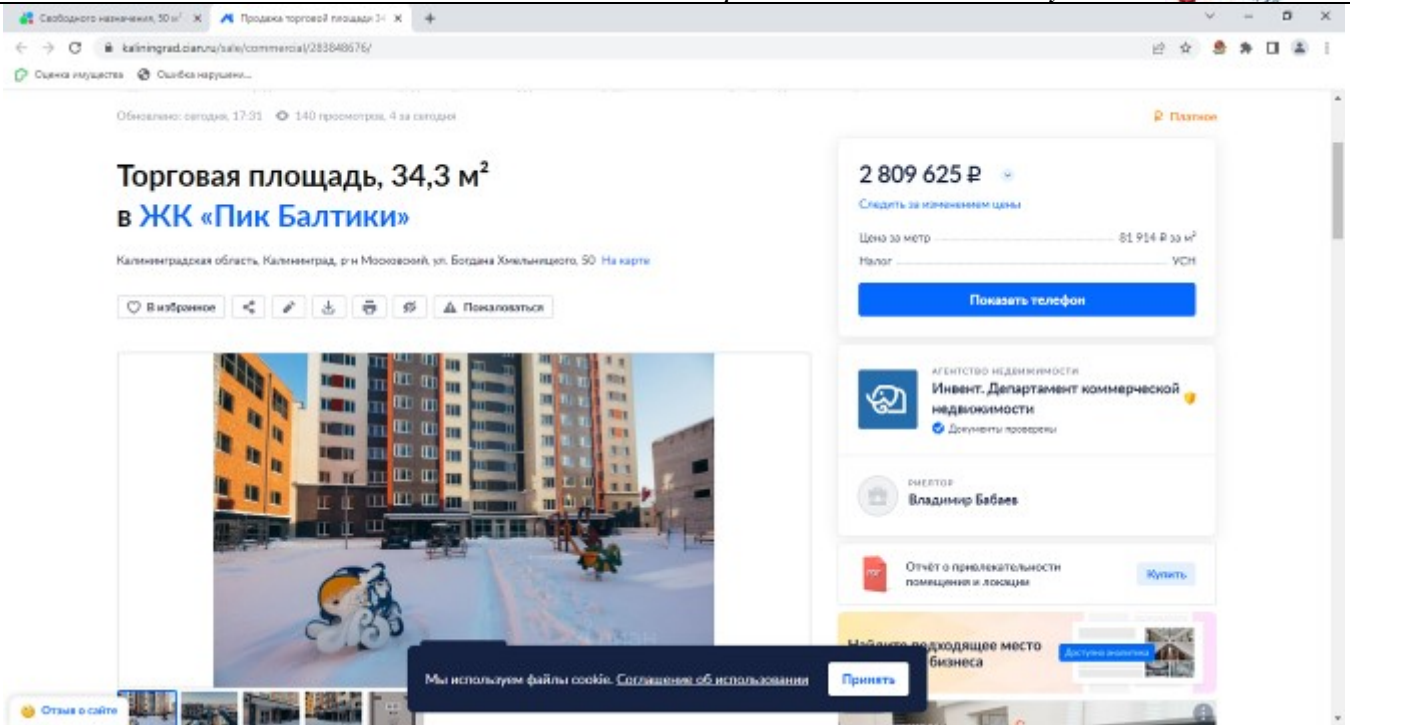 Свободного назначения, 50 м²
Продажа торговой площади 34
kaliningrad.cian.ru/sale/commercial/283848676/
Оценка имущества
Ошибка нарушени...
Обновлено: сегодня, 17:31 140 просмотров, 4 за сегодня
Платное
Торговая площадь, 34,3 м²
в ЖК «Пик Балтики»
Калининградская область, Калининград, р-н Московский, ул. Богдана Хмельницкого, 50 На карте
В избранное
Пожаловаться
2 809 625 ₽
Следить за изменением цены
Цена за метр 81 914 ₽ за м²
Налог УСН
Показать телефон
АГЕНТСТВО НЕДВИЖИМОСТИ
Инвент. Департамент коммерческой
недвижимости
Документы проверены
РИЕЛТОР
Владимир Бабаев
PDF
Отчёт о привлекательности
помещения и локации
Купить
Найдите подходящее место
бизнеса
Доступна аналитика
Мы используем файлы cookie. Соглашение об использовании
Принять
Отзыв о сайте